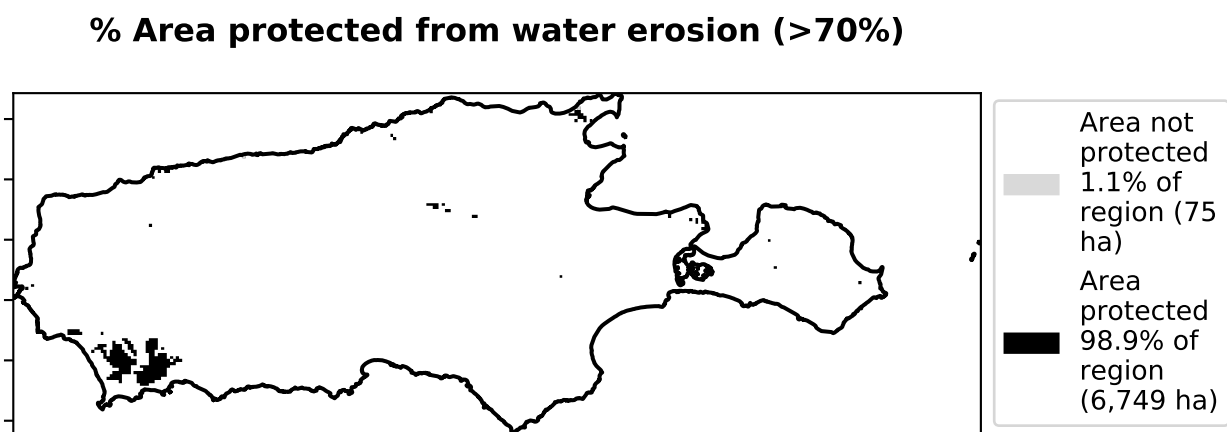 % Area protected from water erosion (>70%)
Area not
protected
1.1% of
region (75
ha)
Area
protected
98.9% of
region
(6,749 ha)